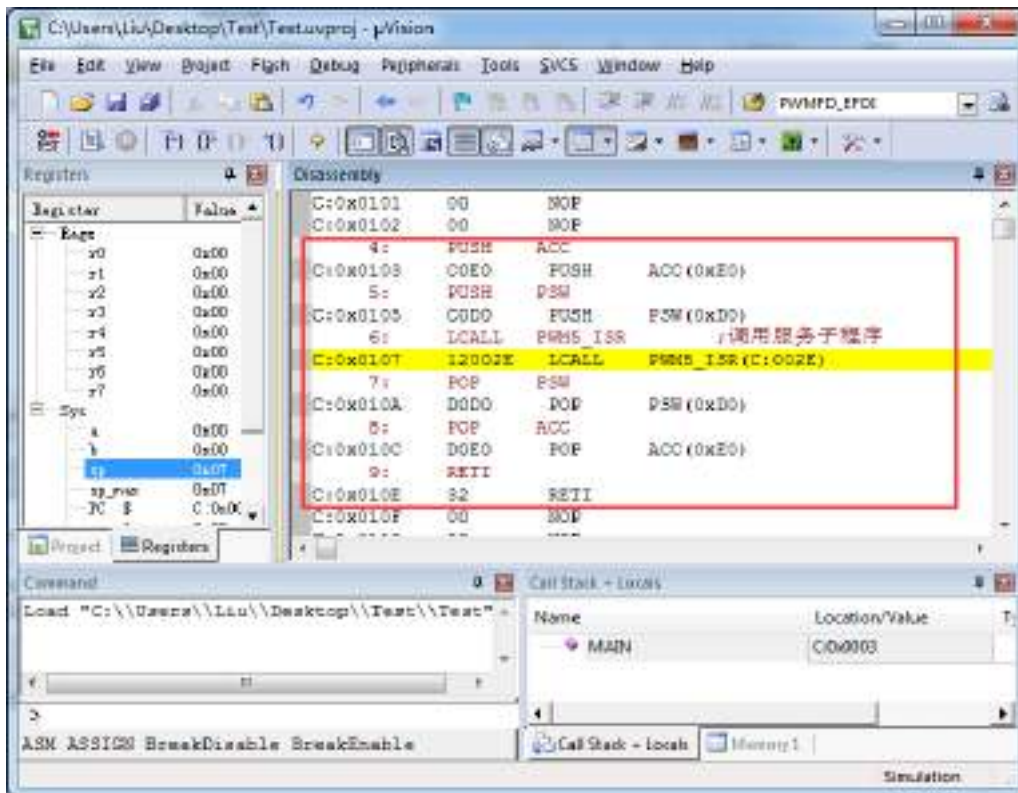 C:\Users\Liu\Desktop\Test\Test.uvproj - µVision
File Edit View Project Flash Debug Peripherals Tools SVCS Window Help
PWMFD_EPDI
Registers
Disassembly
Register Value
Regs
r0 0x00
r1 0x00
r2 0x00
r3 0x00
r4 0x00
r5 0x00
r6 0x00
r7 0x00
Sys
a 0x00
b 0x00
sp 0x07
sp_max 0x07
PC $
C:0x0101 00 NOP
C:0x0102 00 NOP
4: PUSH ACC
C:0x0103 C0E0 PUSH ACC(0xE0)
5: PUSH PSW
C:0x0105 C0D0 PUSH PSW(0xD0)
6: LCALL PWM5_ISR ;调用服务子程序
C:0x0107 12002E LCALL PWM5_ISR(C:002E)
7: POP PSW
C:0x010A D0D0 POP PSW(0xD0)
8: POP ACC
C:0x010C D0E0 POP ACC(0xE0)
9: RETI
C:0x010E 32 RETI
C:0x010F 00 NOP
Project Registers
Command
Load "C:\\Users\\Liu\\Desktop\\Test\\Test"
>
ASM ASSIGN BreakDisable BreakEnable
Call Stack + Locals
Name Location/Value
MAIN C:0x0003
Call Stack + Locals Memory 1
Simulation